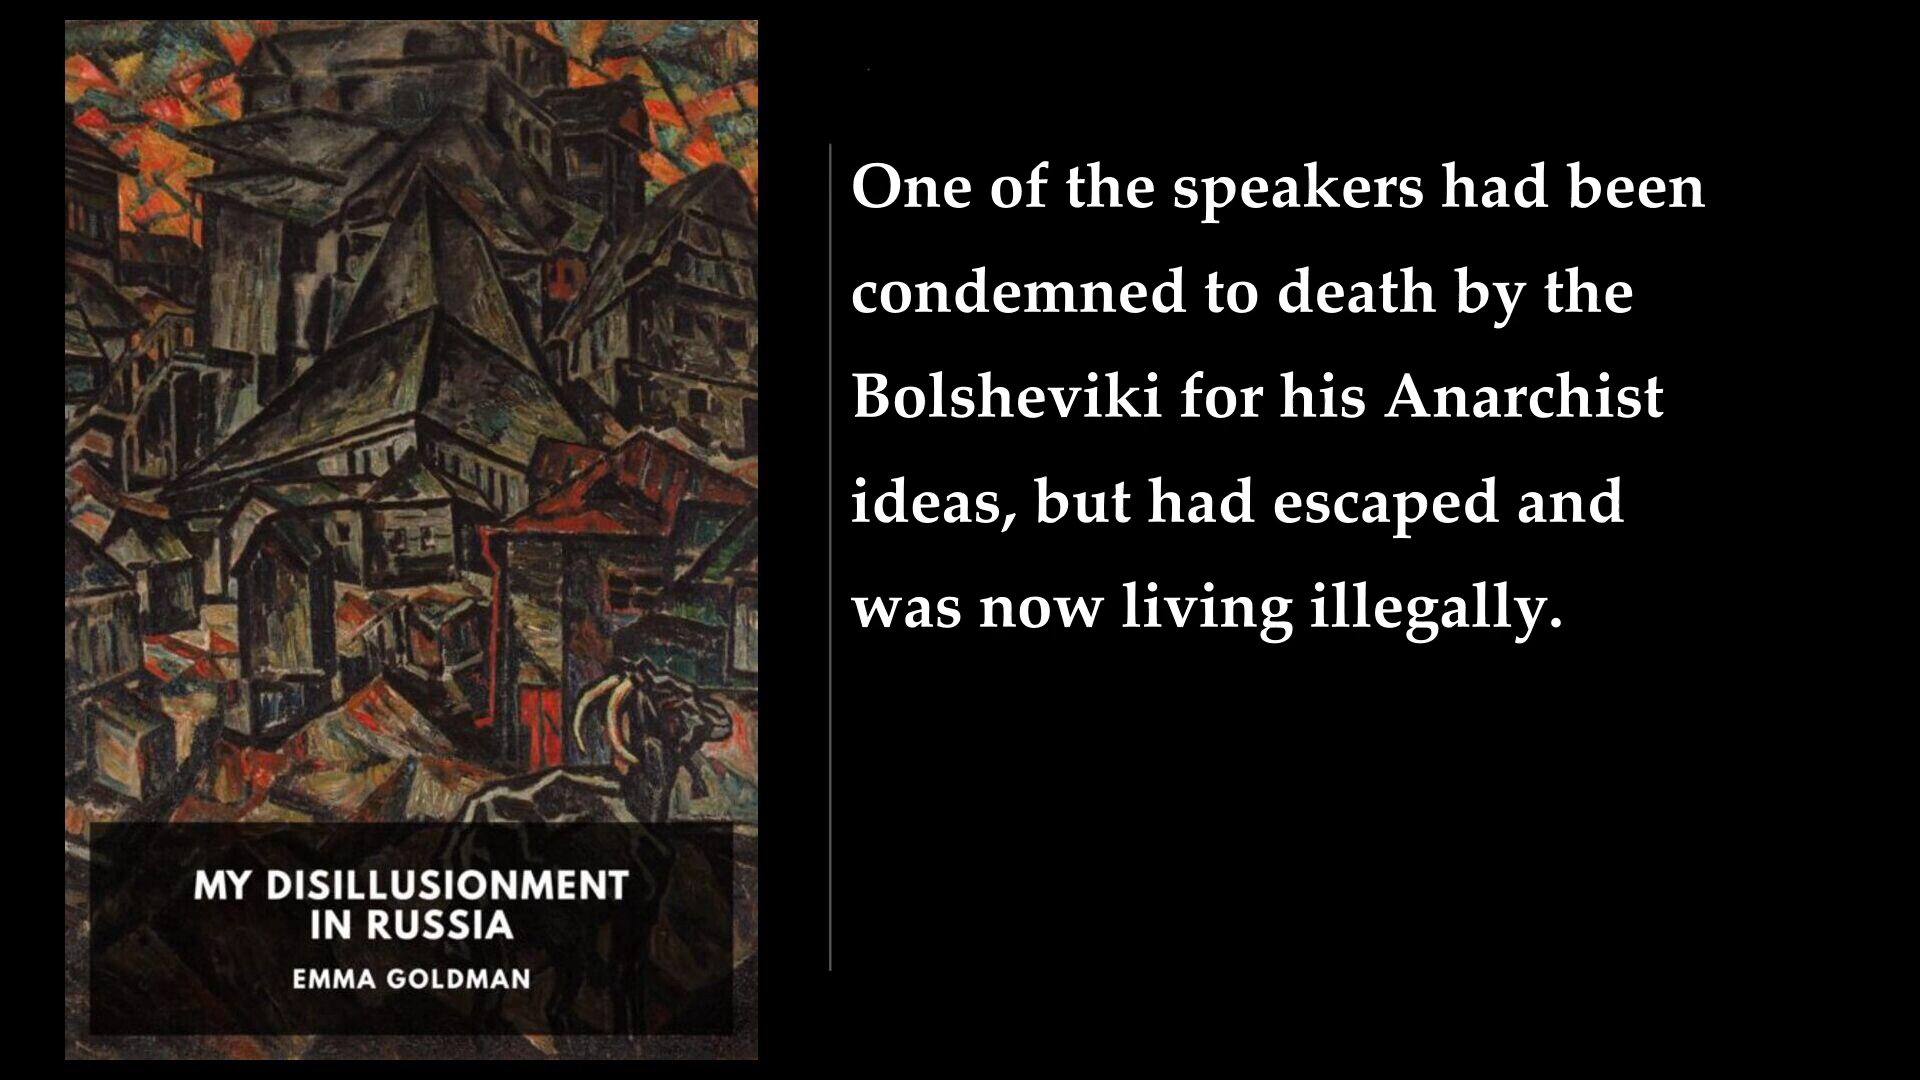 MY DISILLUSIONMENT
IN RUSSIA
EMMA GOLDMAN
One of the speakers had been
condemned to death by the
Bolsheviki for his Anarchist
ideas, but had escaped and
was now living illegally.